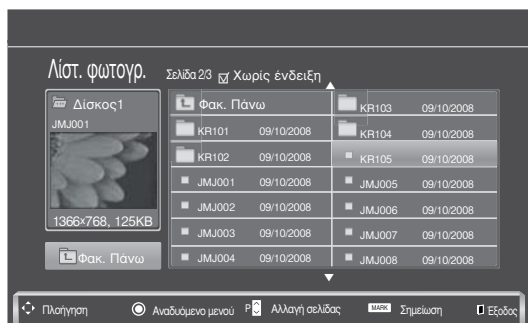 Λίστ. φωτογρ.
Σελίδα 2/3 Χωρίς ένδειξη
Δίσκος1
JMJ001
1366×768, 125KB
Φακ. Πάνω
Φακ. Πάνω
KR101 09/10/2008
KR102 09/10/2008
JMJ001 09/10/2008
JMJ002 09/10/2008
JMJ003 09/10/2008
JMJ004 09/10/2008
KR103 09/10/2008
KR104 09/10/2008
KR105 09/10/2008
JMJ005 09/10/2008
JMJ006 09/10/2008
JMJ007 09/10/2008
JMJ008 09/10/2008
Πλοήγηση Αναδυόμενο μενού P Αλλαγή σελίδας MARK Σημείωση Εξοδος